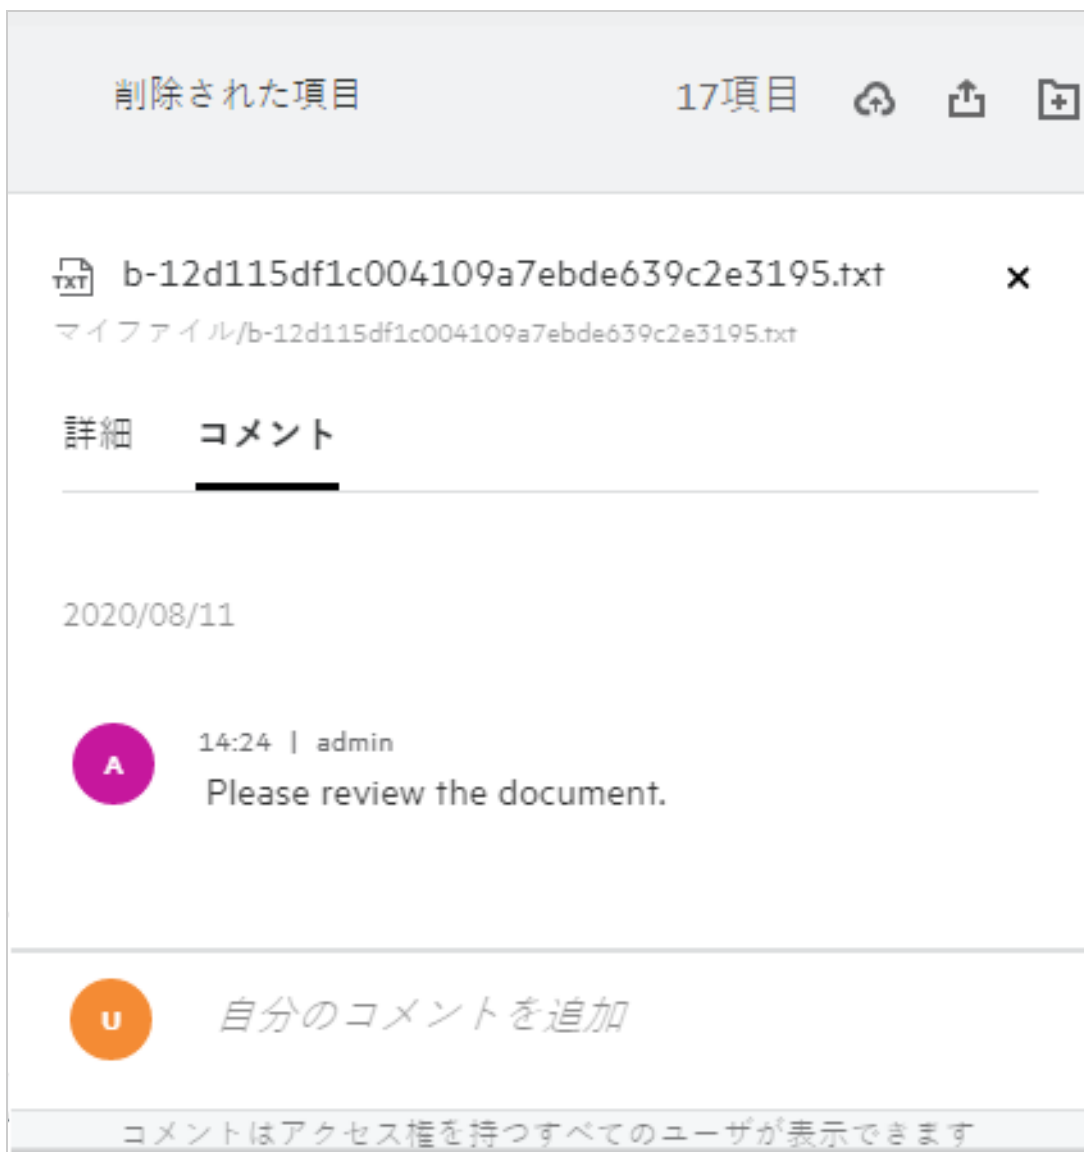 削除された項目 17項目
TXT b-12d115df1c004109a7ebde639c2e3195.txt
マイファイル/b-12d115df1c004109a7ebde639c2e3195.txt
詳細 コメント
2020/08/11
14:24 | admin
A
Please review the document.
U 自分のコメントを追加
コメントはアクセス権を持つすべてのユーザが表示できます